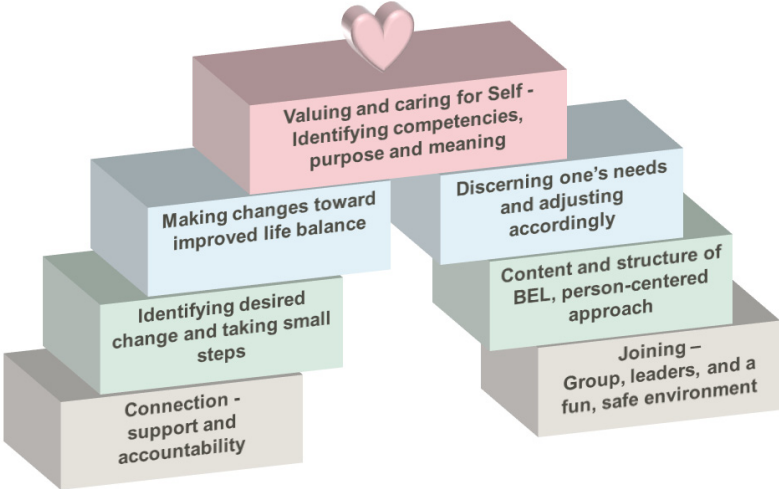 Valuing and caring for Self -
Identifying competencies,
purpose and meaning
Making changes toward
improved life balance
Discerning one's needs
and adjusting
accordingly
Identifying desired
change and taking small
steps
Content and structure of
BEL, person-centered
approach
Connection -
support and
accountability
Joining –
Group, leaders, and a
fun, safe environment